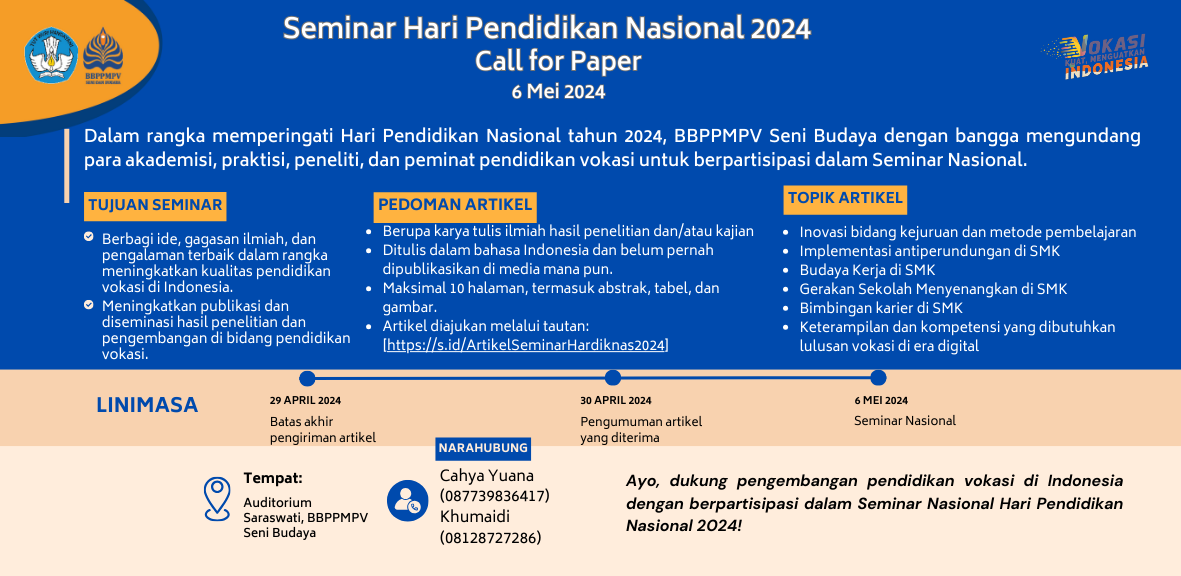 Seminar Hari Pendidikan Nasional 2024
Call for Paper
6 Mei 2024
BBPPMPV
VOKASI
KUAT, MENGUATKAN
INDONESIA
Dalam rangka memperingati Hari Pendidikan Nasional tahun 2024, BBPPMPV Seni Budaya dengan bangga mengundang
para akademisi, praktisi, peneliti, dan peminat pendidikan vokasi untuk berpartisipasi dalam Seminar Nasional.
TUJUAN SEMINAR
Berbagi ide, gagasan ilmiah, dan
pengalaman terbaik dalam rangka
meningkatkan kualitas pendidikan
vokasi di Indonesia.
Meningkatkan publikasi dan
diseminasi hasil penelitian dan
pengembangan di bidang pendidikan
vokasi.
PEDOMAN ARTIKEL
Berupa karya tulis ilmiah hasil penelitian dan/atau kajian
Ditulis dalam bahasa Indonesia dan belum pernah
dipublikasikan di media mana pun.
Maksimal 10 halaman, termasuk abstrak, tabel, dan
gambar.
Artikel diajukan melalui tautan:
[https://s.id/ArtikelSeminarHardiknas2024]
TOPIK ARTIKEL
Inovasi bidang kejuruan dan metode pembelajaran
Implementasi antiperundungan di SMK
Budaya Kerja di SMK
Gerakan Sekolah Menyenangkan di SMK
Bimbingan karier di SMK
Keterampilan dan kompetensi yang dibutuhkan
lulusan vokasi di era digital
LINIMASA
29 APRIL 2024
Batas akhir
pengiriman artikel
30 APRIL 2024
Pengumuman artikel
yang diterima
6 MEI 2024
Seminar Nasional
Tempat:
Auditorium
Saraswati, BBPPMPV
Seni Budaya
NARAHUBUNG
Cahya Yuana
(087739836417)
Khumaidi
(08128727286)
Ayo, dukung pengembangan pendidikan vokasi di Indonesia
dengan berpartisipasi dalam Seminar Nasional Hari Pendidikan
Nasional 2024!